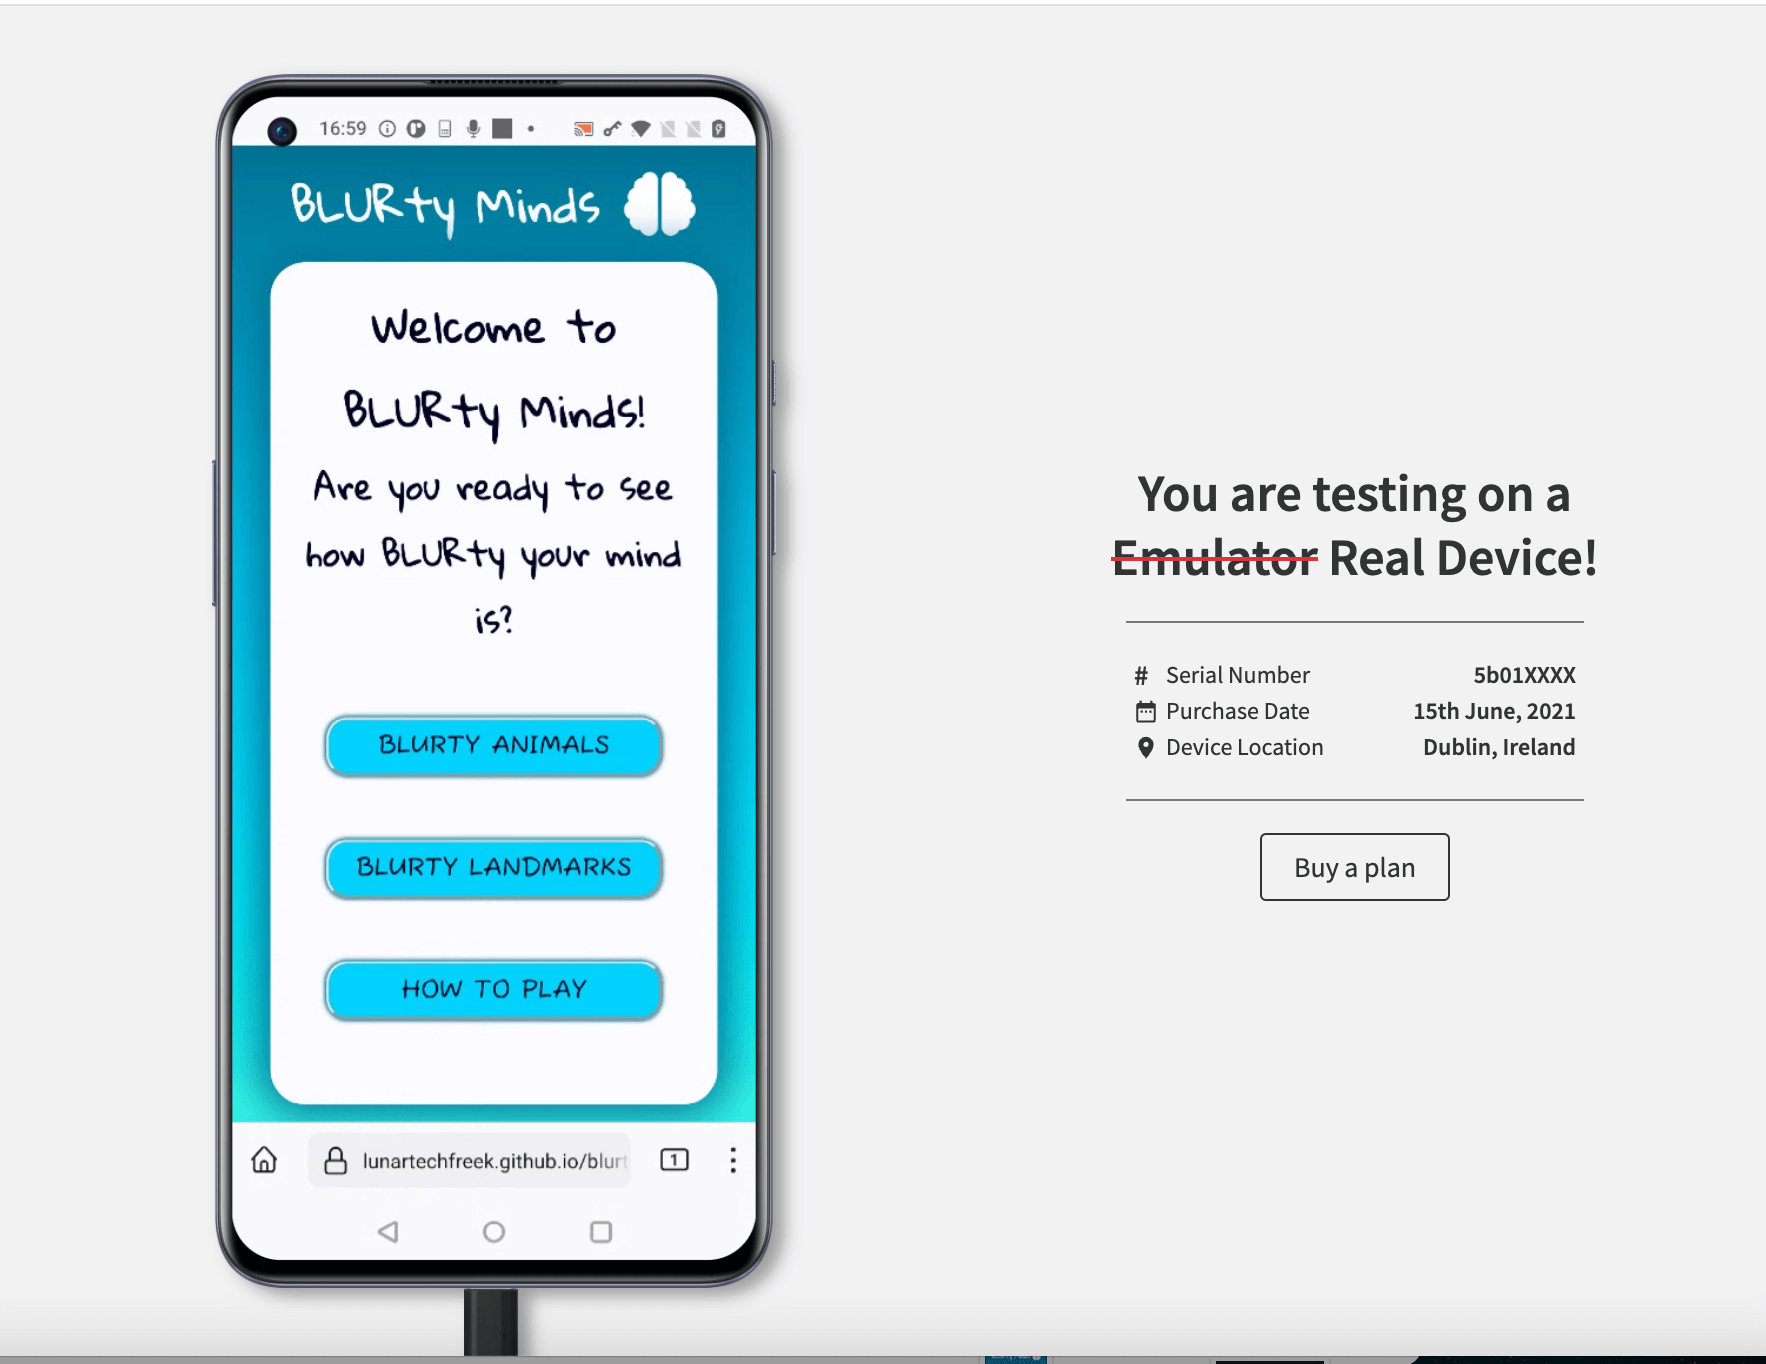 16:59
BLURty Minds
Welcome to
BLURty Minds!
Are you ready to see
how BLURty your mind
is?
BLURTY ANIMALS
BLURTY LANDMARKS
HOW TO PLAY
lunartechfreek.github.io/blurt
1
You are testing on a
Emulator Real Device!
# Serial Number 5b01XXXX
Purchase Date 15th June, 2021
Device Location Dublin, Ireland
Buy a plan